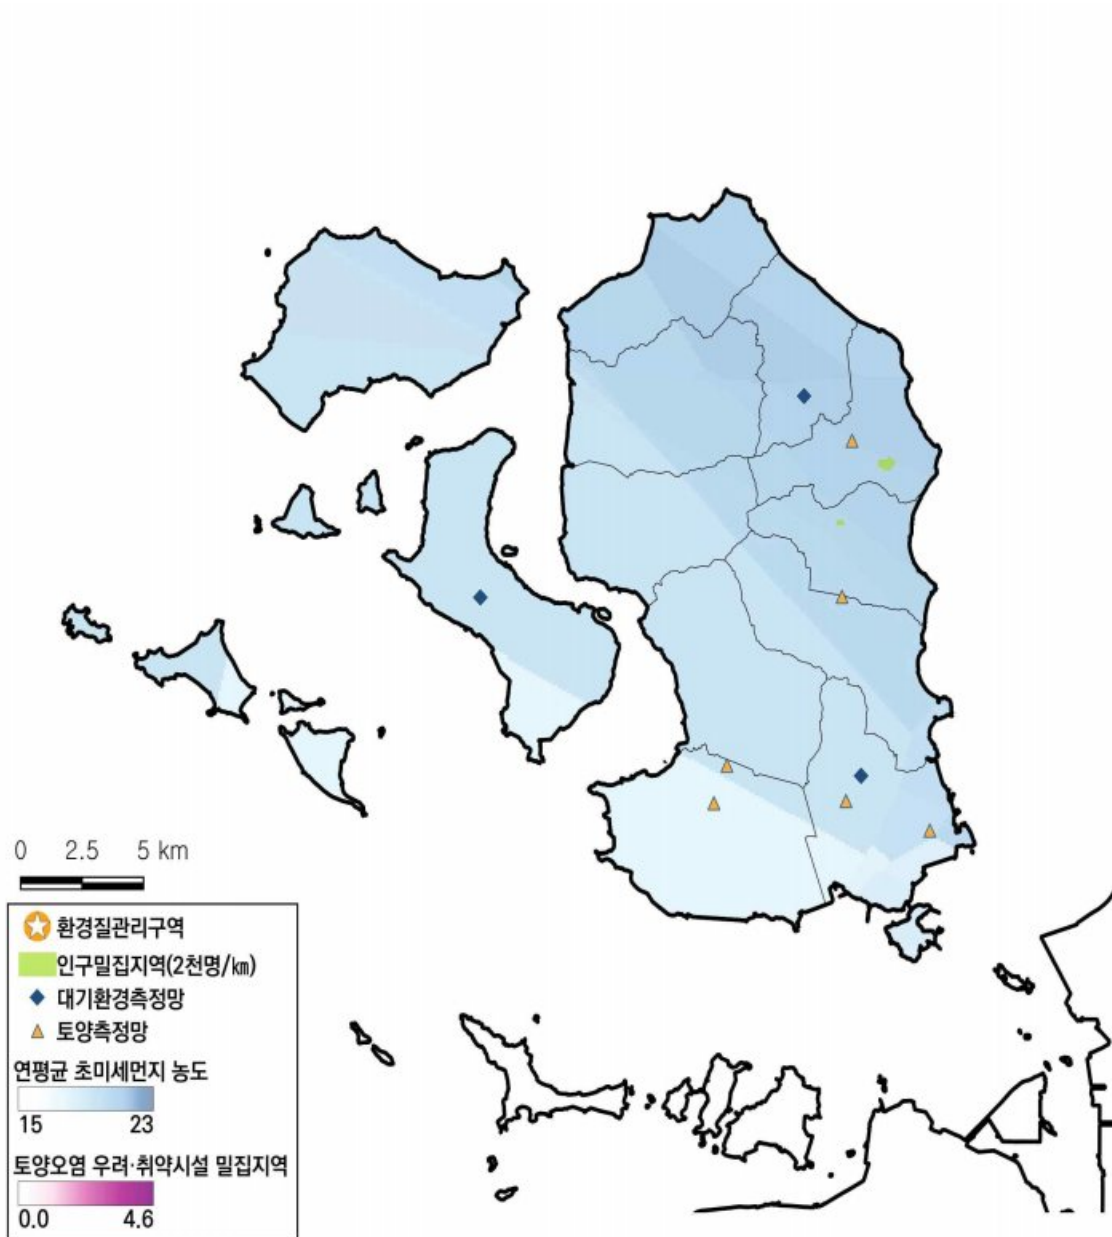 0 2.5 5 km
환경질관리구역
인구밀집지역(2천명/㎢)
대기환경측정망
토양측정망
연평균 초미세먼지 농도
15 23
토양오염 우려·취약시설 밀집지역
0.0 4.6